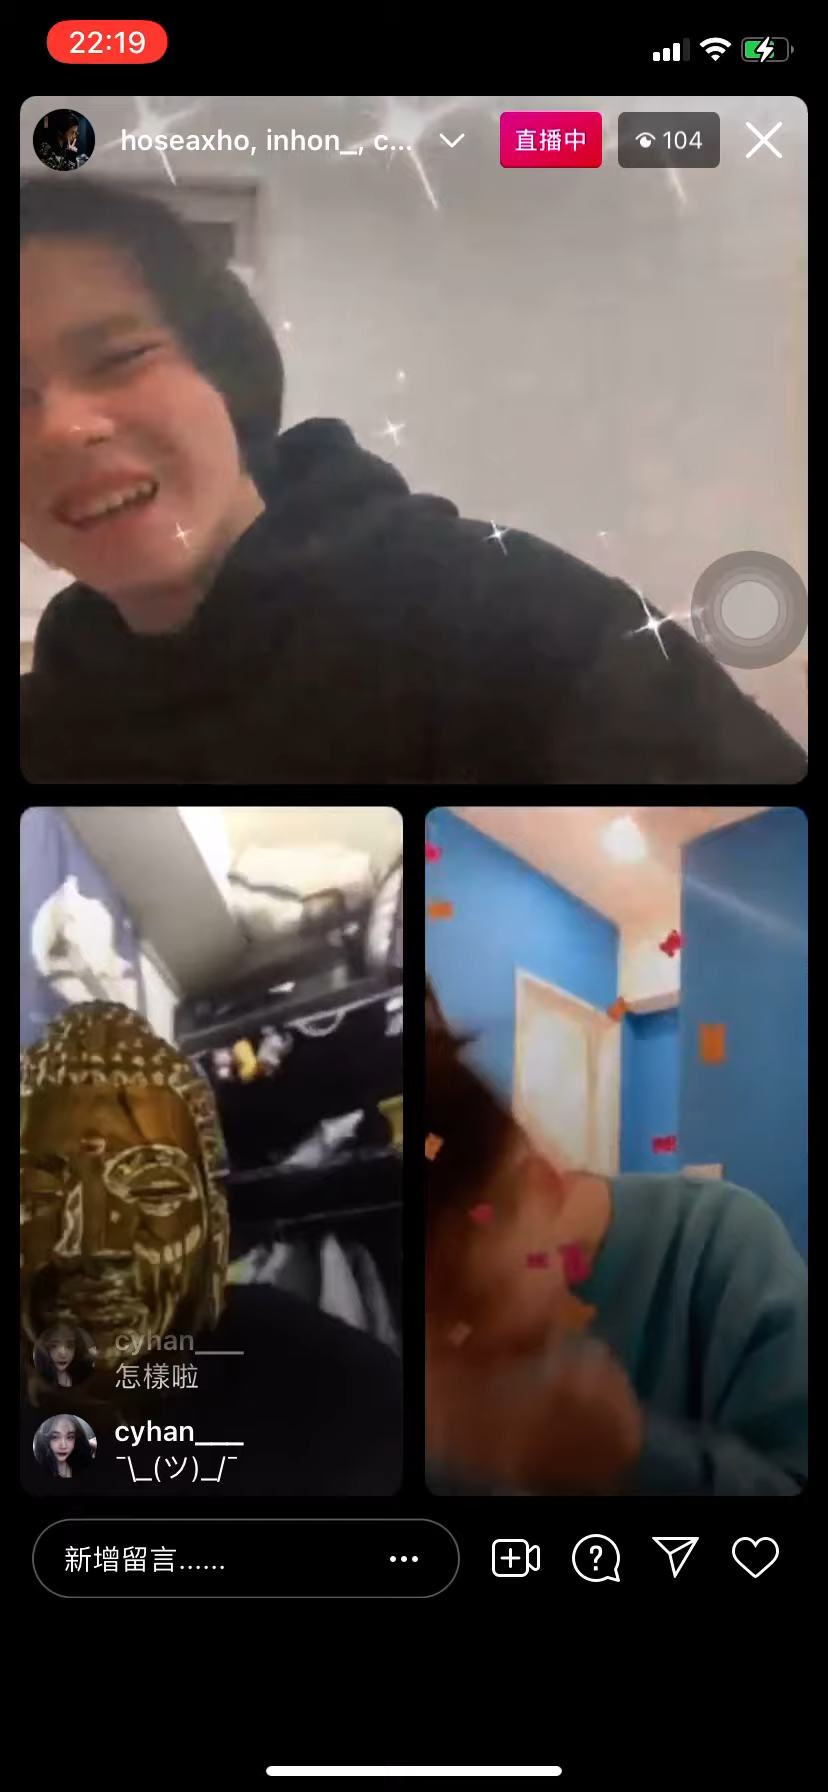 22:19
hoseaxho, inhon_, c...
直播中
104
cyhan___
怎樣啦
cyhan___
¯\_(ツ)_/¯
新增留言......